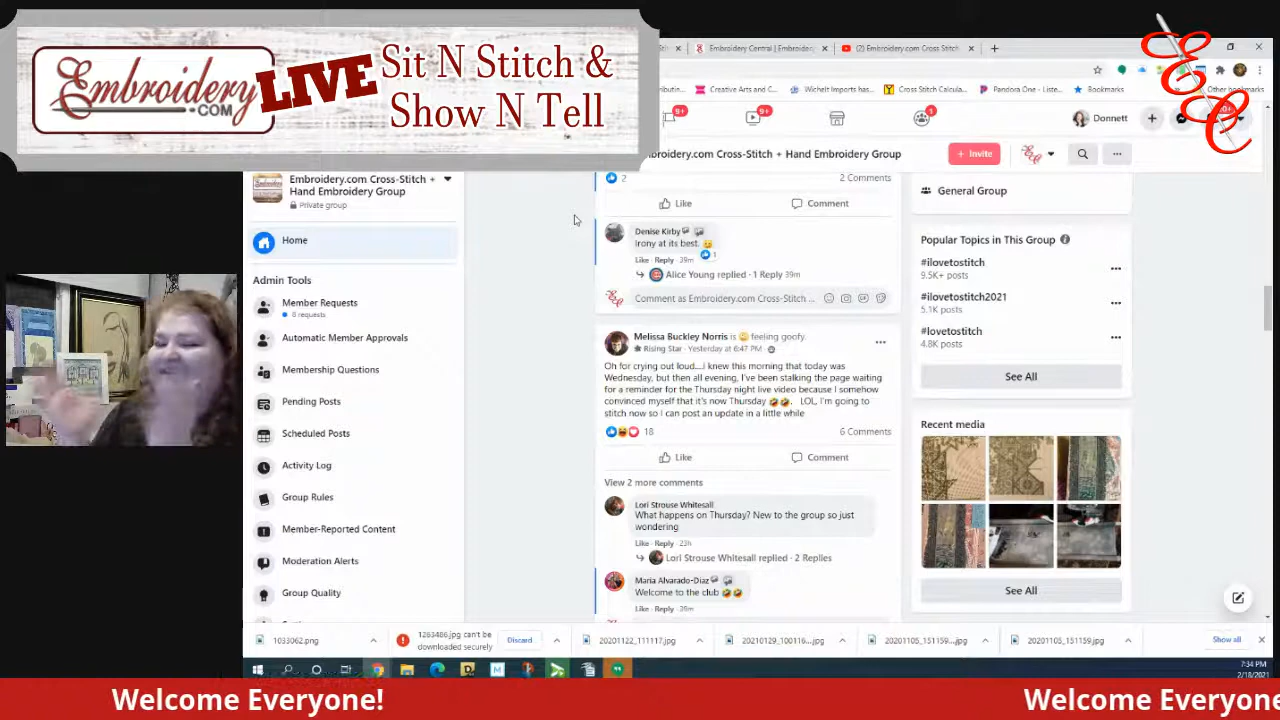 Embroidery
.COM
LIVE
Sit N Stitch &
Show N Tell
Embroidery Central | Embroider
(2) Embroidery.com Cross Stitch
Creative Arts and C...
Wichelt Imports has...
Cross Stitch Calcula...
Pandora One - Liste...
Bookmarks
Other bookmarks
9+
9+
1
Donnett
broidery.com Cross-Stitch + Hand Embroidery Group
+ Invite
Embroidery.com Cross-Stitch +
Hand Embroidery Group
Private group
Home
Admin Tools
Member Requests
8 requests
Automatic Member Approvals
Membership Questions
Pending Posts
Scheduled Posts
Activity Log
Group Rules
Member-Reported Content
Moderation Alerts
Group Quality
2
2 Comments
Like
Comment
Denise Kirby
Irony at its best.
1
Like · Reply · 39m
Alice Young replied · 1 Reply 39m
Comment as Embroidery.com Cross-Stitch ...
Melissa Buckley Norris is feeling goofy.
Rising Star · Yesterday at 6:47 PM ·
Oh for crying out loud....I knew this morning that today was
Wednesday, but then all evening, I've been stalking the page waiting
for a reminder for the Thursday night live video because I somehow
convinced myself that it's now Thursday 🤣🤣. LOL, I'm going to
stitch now so I can post an update in a little while
18
6 Comments
Like
Comment
View 2 more comments
Lori Strouse Whitesall
What happens on Thursday? New to the group so just
wondering
Like · Reply · 23h
Lori Strouse Whitesall replied · 2 Replies
Maria Alvarado-Diaz
Welcome to the club 🤣🤣
Like · Reply · 39m
General Group
Popular Topics in This Group
#ilovetostitch
9.5K+ posts
#ilovetostitch2021
5.1K posts
#lovetostitch
4.8K posts
See All
Recent media
See All
1033062.png
1263486.jpg can't be
downloaded securely
Discard
20201122_111117.jpg
20210129_100116...jpg
20201105_151159...jpg
20201105_151159.jpg
Show all
7:34 PM
2/18/2021
Welcome Everyone!
Welcome Everyone